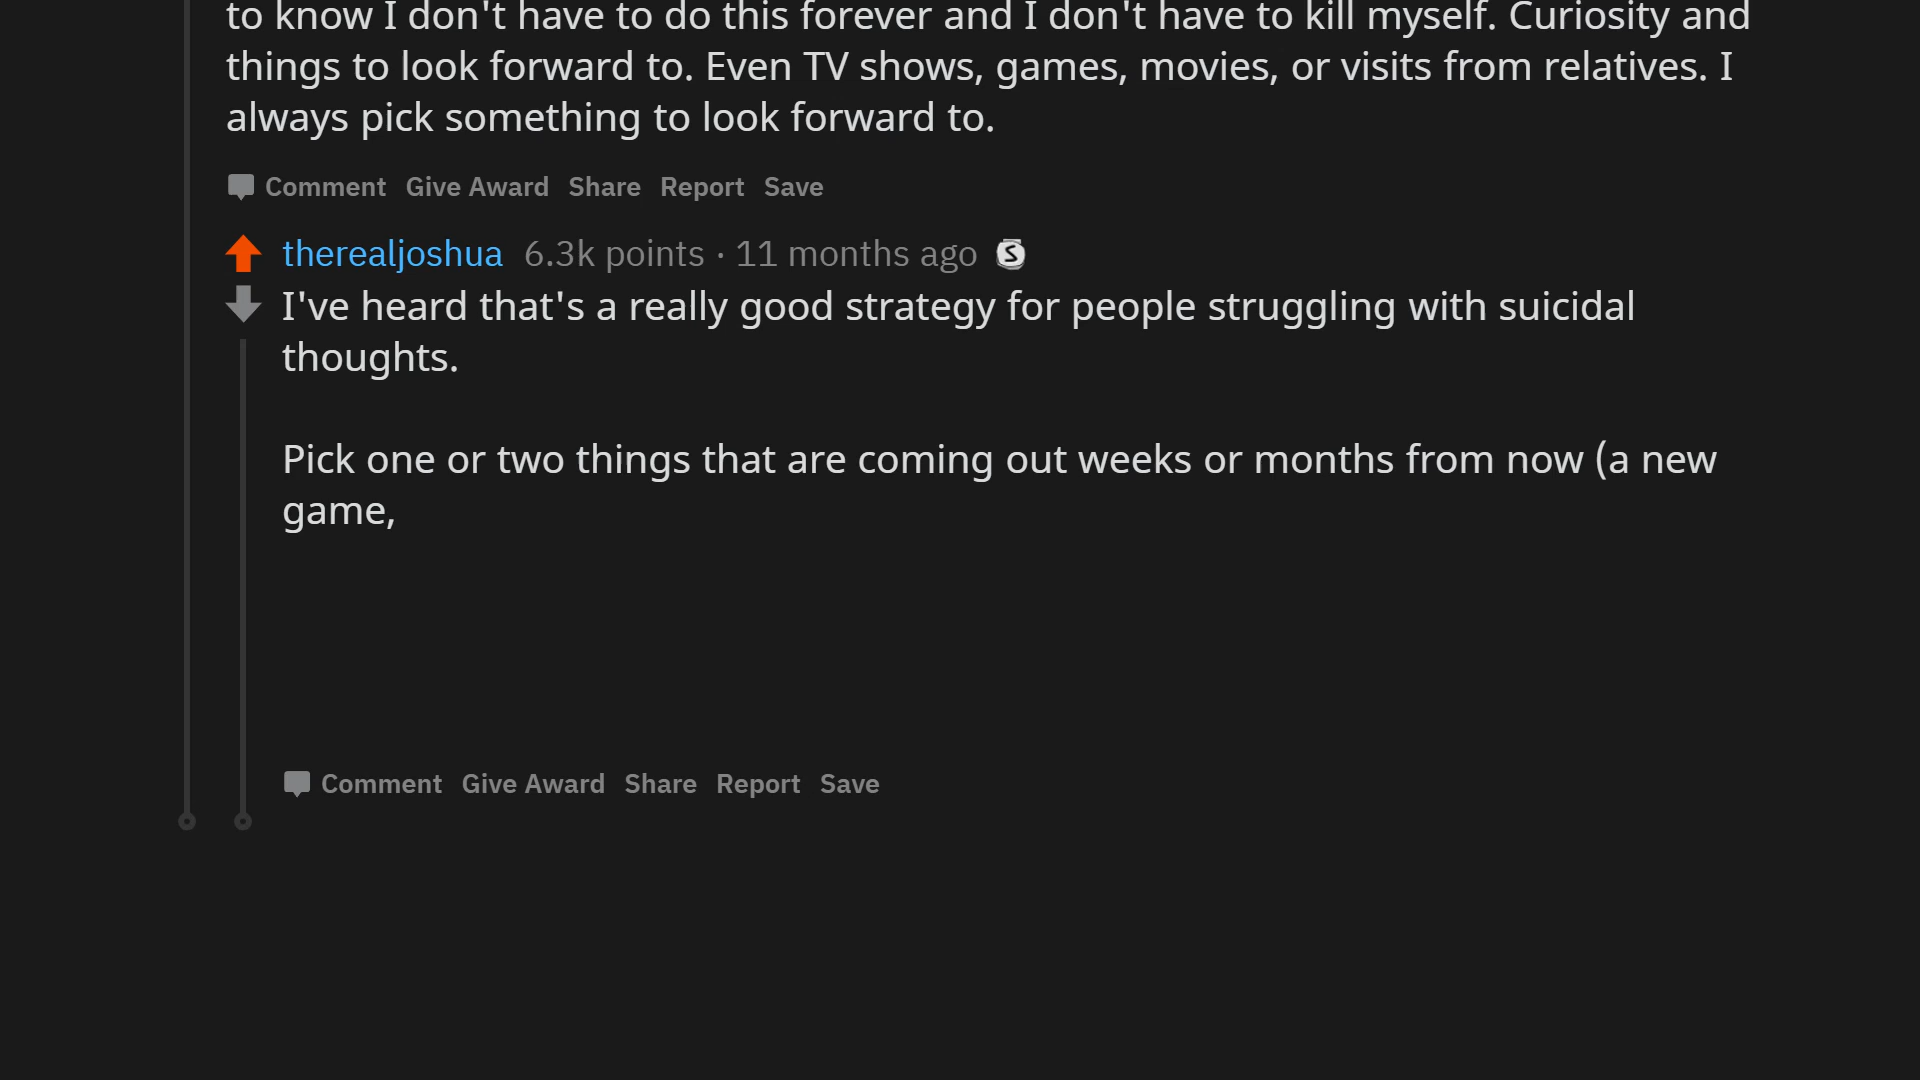 to know I don't have to do this forever and I don't have to kill myself. Curiosity and
things to look forward to. Even TV shows, games, movies, or visits from relatives. I
always pick something to look forward to.
Comment Give Award Share Report Save
therealjoshua 6.3k points · 11 months ago S
I've heard that's a really good strategy for people struggling with suicidal
thoughts.
Pick one or two things that are coming out weeks or months from now (a new
game,
Comment Give Award Share Report Save